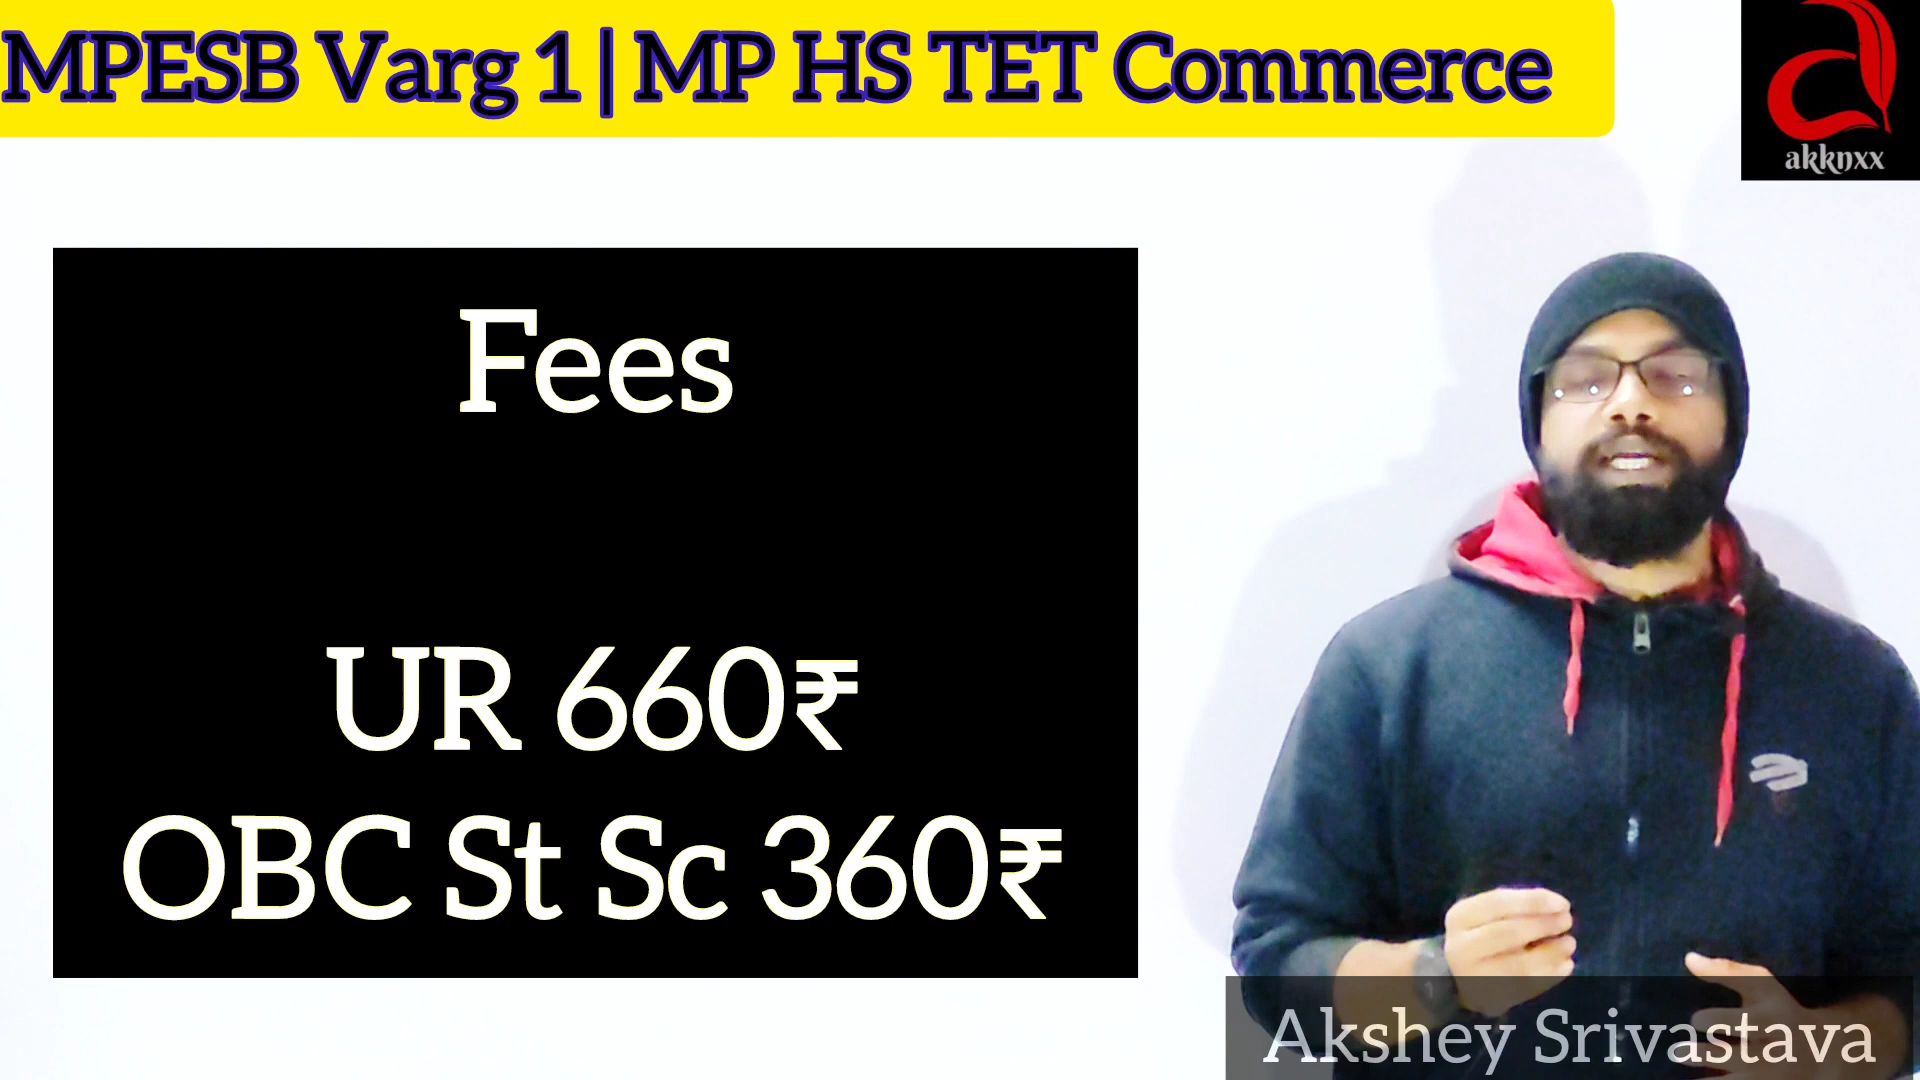 MPESB Varg 1| MP HS TET Commerce
akknxx
Fees
UR 660₹
OBC St Sc 360₹
Akshey Srivastava